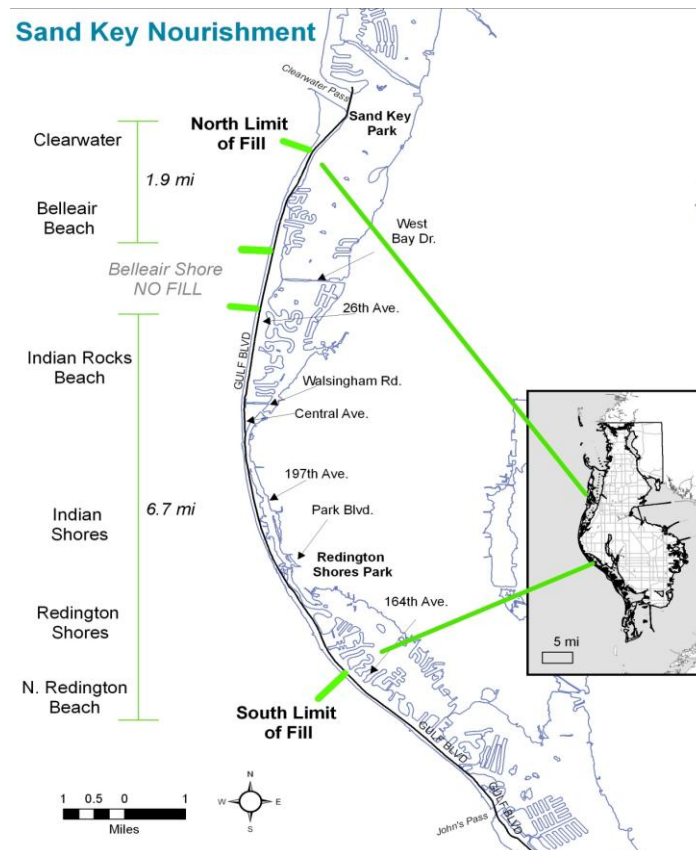 Sand Key Nourishment
Clearwater Pass
Sand Key
Park
North Limit
of Fill
Clearwater
1.9 mi
Belleair
Beach
West
Bay Dr.
Belleair Shore
NO FILL
26th Ave.
GULF BLVD
Indian Rocks
Beach
Walsingham Rd.
Central Ave.
197th Ave.
6.7 mi
Indian
Shores
Park Blvd.
Redington
Shores Park
164th Ave.
Redington
Shores
N. Redington
Beach
South Limit
of Fill
5 mi
GULF BLVD
GULF BLVD
John's Pass
1 0.5 0 1
Miles
N
W E
S